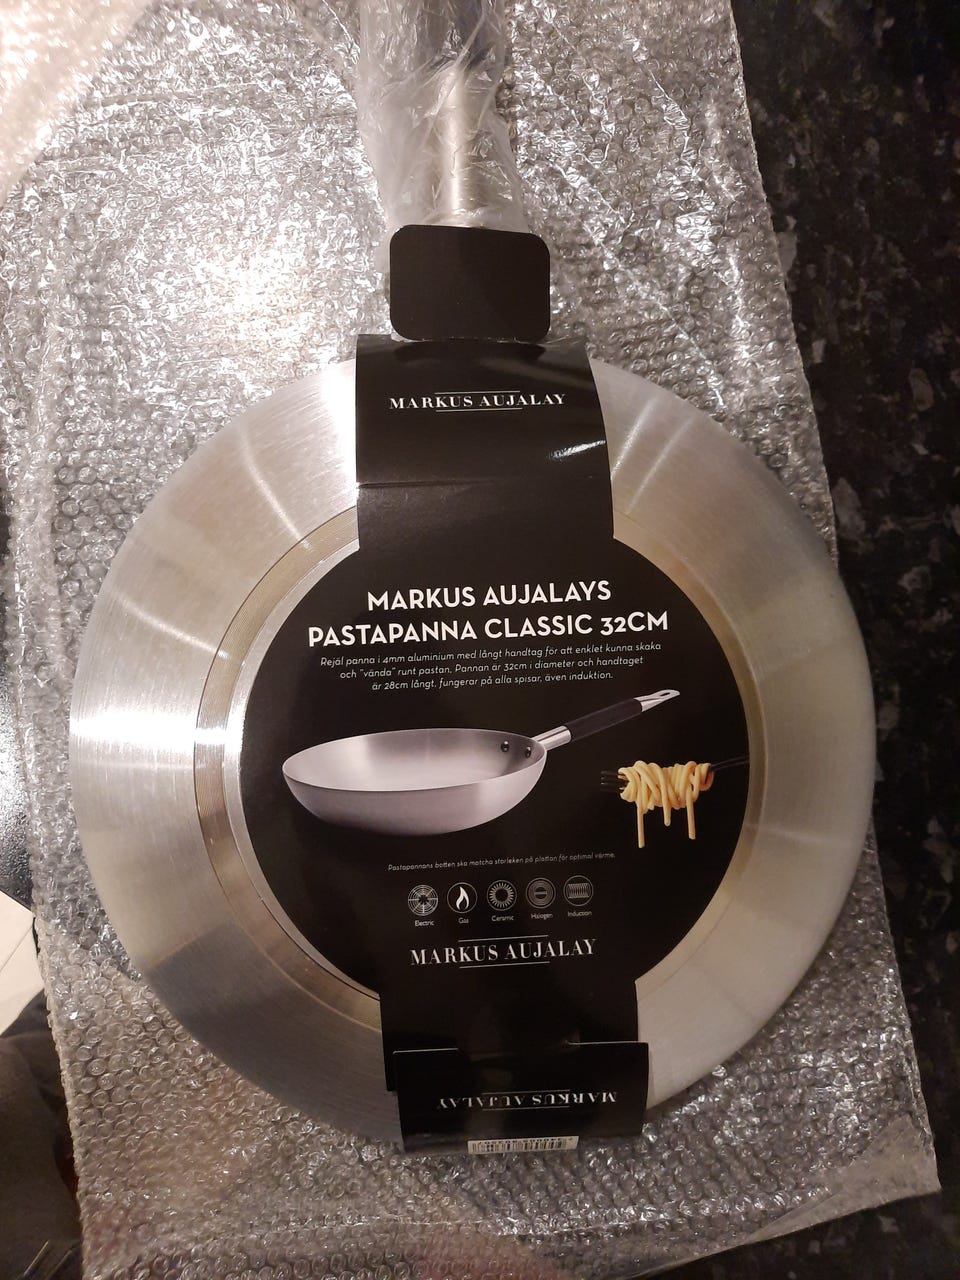 MARKUS AUJALAY
MARKUS AUJALAYS
PASTAPANNA CLASSIC 32CM
Rejäl panna i 4mm aluminium med långt handtag för att enklet kunna skaka
och "vända" runt pastan. Pannan är 32cm i diameter och handtaget
är 28cm långt, fungerar på alla spisar, även induktion.
Pastapannans botten ska matcha storleken på plattan för optimal värme.
Electric Gas Ceramic Halogen Induction
MARKUS AUJALAY
MARKUS AUJALAY